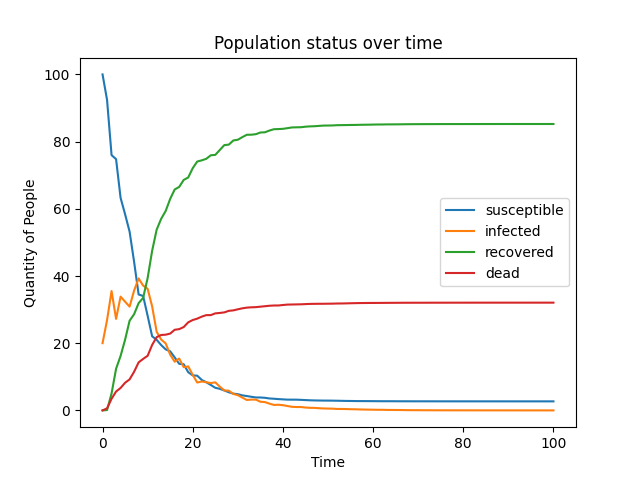 Population status over time
Quantity of People
100
80
60
40
20
0
susceptible
infected
recovered
dead
0 20 40 60 80 100
Time